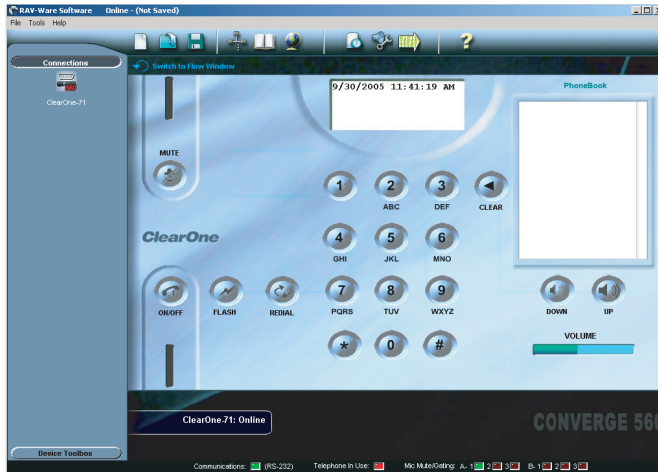 RAV-Ware Software Online - (Not Saved)
File Tools Help
Connections
Switch to Flow Window
ClearOne-71
9/30/2005 11:41:19 AM
PhoneBook
MUTE
1 2 3
ABC DEF CLEAR
ClearOne
4 5 6
GHI JKL MNO
7 8 9
ON/OFF FLASH REDIAL PQRS TUV WXYZ DOWN UP
* 0 #
VOLUME
ClearOne-71: Online
CONVERGE 560
Device Toolbox
Communications: (RS-232) Telephone In Use: Mic Mute/Gating: A- 1 2 3 B- 1 2 3